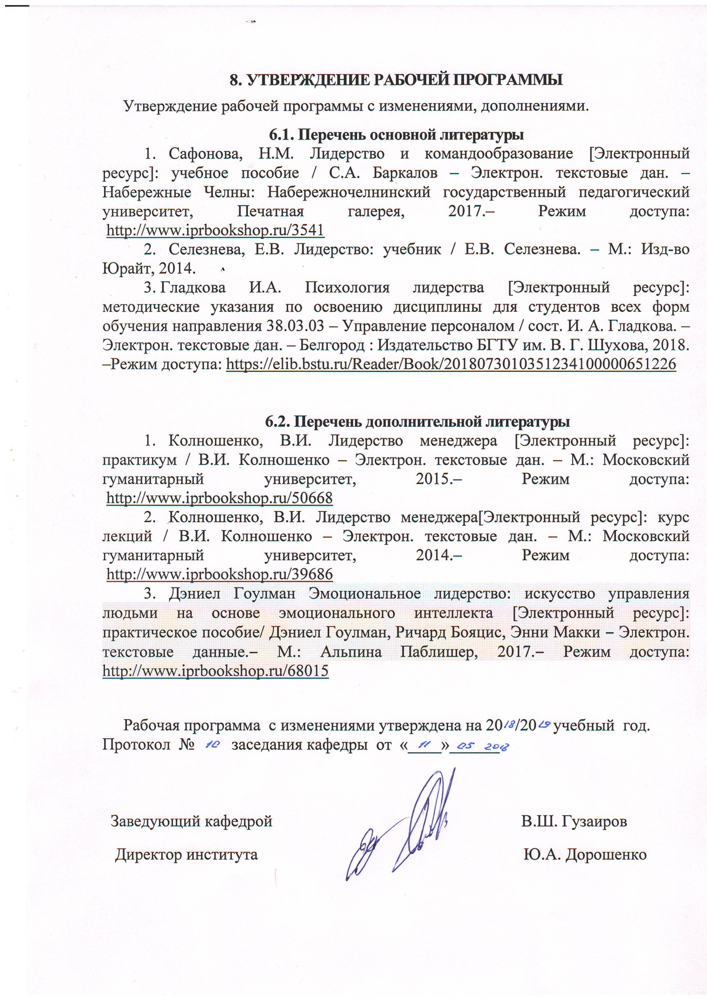 8. УТВЕРЖДЕНИЕ РАБОЧЕЙ ПРОГРАММЫ
Утверждение рабочей программы с изменениями, дополнениями.
6.1. Перечень основной литературы
1. Сафонова, Н.М. Лидерство и командообразование [Электронный
ресурс]: учебное пособие / С.А. Баркалов – Электрон. текстовые дан. –
Набережные Челны: Набережночелнинский государственный педагогический
университет, Печатная галерея, 2017.– Режим доступа:
http://www.iprbookshop.ru/3541
2. Селезнева, Е.В. Лидерство: учебник / Е.В. Селезнева. – М.: Изд-во
Юрайт, 2014.
3. Гладкова И.А. Психология лидерства [Электронный ресурс]:
методические указания по освоению дисциплины для студентов всех форм
обучения направления 38.03.03 – Управление персоналом / сост. И. А. Гладкова. –
Электрон. текстовые дан. – Белгород : Издательство БГТУ им. В. Г. Шухова, 2018.
–Режим доступа: https://elib.bstu.ru/Reader/Book/2018073010351234100000651226
6.2. Перечень дополнительной литературы
1. Колношенко, В.И. Лидерство менеджера [Электронный ресурс]:
практикум / В.И. Колношенко – Электрон. текстовые дан. – М.: Московский
гуманитарный университет, 2015.– Режим доступа:
http://www.iprbookshop.ru/50668
2. Колношенко, В.И. Лидерство менеджера[Электронный ресурс]: курс
лекций / В.И. Колношенко – Электрон. текстовые дан. – М.: Московский
гуманитарный университет, 2014.– Режим доступа:
http://www.iprbookshop.ru/39686
3. Дэниел Гоулман Эмоциональное лидерство: искусство управления
людьми на основе эмоционального интеллекта [Электронный ресурс]:
практическое пособие/ Дэниел Гоулман, Ричард Бояцис, Энни Макки – Электрон.
текстовые данные.– М.: Альпина Паблишер, 2017.– Режим доступа:
http://www.iprbookshop.ru/68015
Рабочая программа с изменениями утверждена на 2018/2019 учебный год.
Протокол № 10 заседания кафедры от «11» 05 2018
Заведующий кафедрой В.Ш. Гузаиров
Директор института Ю.А. Дорошенко